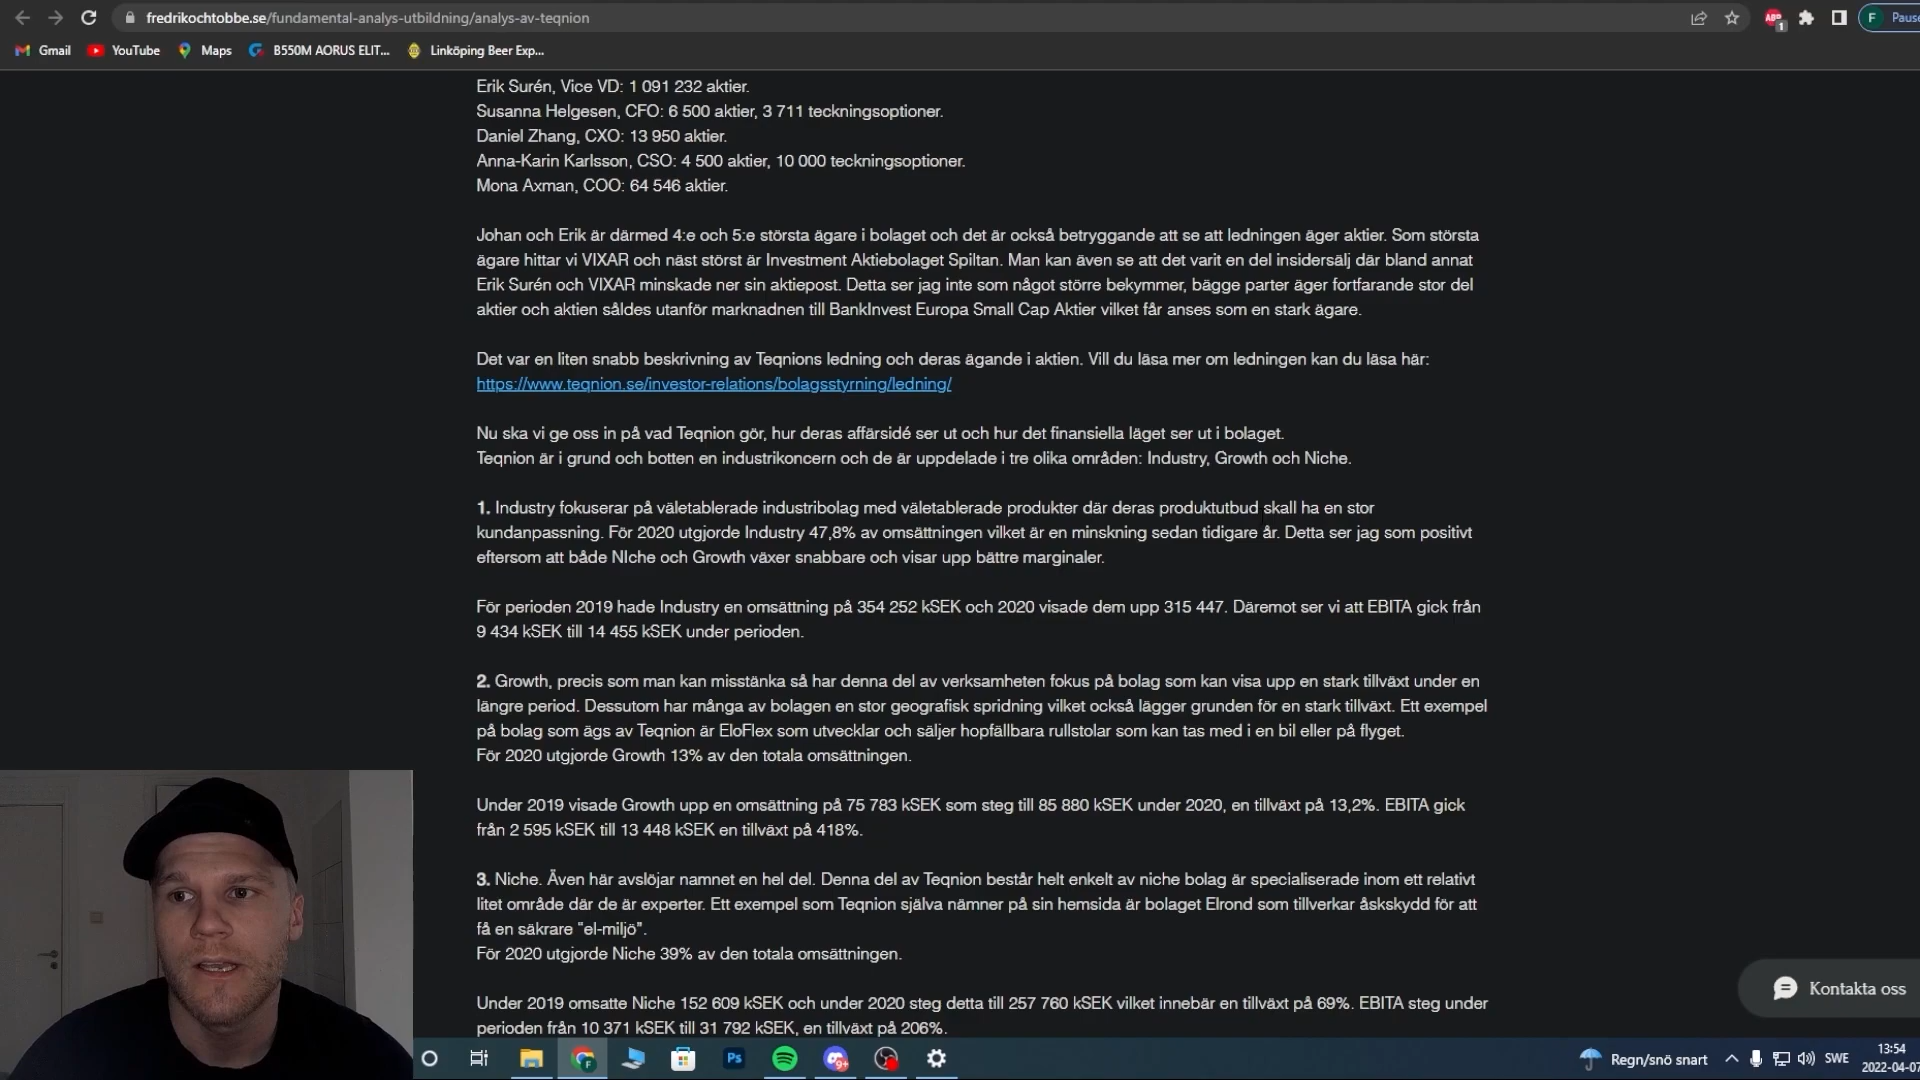 fredrikochtobbe.se/fundamental-analys-utbildning/analys-av-teqnion
ABP 1
F Pause
Gmail YouTube Maps B550M AORUS ELIT... Linköping Beer Exp...
Erik Surén, Vice VD: 1 091 232 aktier.
Susanna Helgesen, CFO: 6 500 aktier, 3 711 teckningsoptioner.
Daniel Zhang, CXO: 13 950 aktier.
Anna-Karin Karlsson, CSO: 4 500 aktier, 10 000 teckningsoptioner.
Mona Axman, COO: 64 546 aktier.
Johan och Erik är därmed 4:e och 5:e största ägare i bolaget och det är också betryggande att se att ledningen äger aktier. Som största
ägare hittar vi VIXAR och näst störst är Investment Aktiebolaget Spiltan. Man kan även se att det varit en del insidersälj där bland annat
Erik Surén och VIXAR minskade ner sin aktiepost. Detta ser jag inte som något större bekymmer, bägge parter äger fortfarande stor del
aktier och aktien såldes utanför marknadnen till BankInvest Europa Small Cap Aktier vilket får anses som en stark ägare.
Det var en liten snabb beskrivning av Teqnions ledning och deras ägande i aktien. Vill du läsa mer om ledningen kan du läsa här:
https://www.teqnion.se/investor-relations/bolagsstyrning/ledning/
Nu ska vi ge oss in på vad Teqnion gör, hur deras affärsidé ser ut och hur det finansiella läget ser ut i bolaget.
Teqnion är i grund och botten en industrikoncern och de är uppdelade i tre olika områden: Industry, Growth och Niche.
1. Industry fokuserar på väletablerade industribolag med väletablerade produkter där deras produktutbud skall ha en stor
kundanpassning. För 2020 utgjorde Industry 47,8% av omsättningen vilket är en minskning sedan tidigare år. Detta ser jag som positivt
eftersom att både NIche och Growth växer snabbare och visar upp bättre marginaler.
För perioden 2019 hade Industry en omsättning på 354 252 kSEK och 2020 visade dem upp 315 447. Däremot ser vi att EBITA gick från
9 434 kSEK till 14 455 kSEK under perioden.
2. Growth, precis som man kan misstänka så har denna del av verksamheten fokus på bolag som kan visa upp en stark tillväxt under en
längre period. Dessutom har många av bolagen en stor geografisk spridning vilket också lägger grunden för en stark tillväxt. Ett exempel
på bolag som ägs av Teqnion är EloFlex som utvecklar och säljer hopfällbara rullstolar som kan tas med i en bil eller på flyget.
För 2020 utgjorde Growth 13% av den totala omsättningen.
Under 2019 visade Growth upp en omsättning på 75 783 kSEK som steg till 85 880 kSEK under 2020, en tillväxt på 13,2%. EBITA gick
från 2 595 kSEK till 13 448 kSEK en tillväxt på 418%.
3. Niche. Även här avslöjar namnet en hel del. Denna del av Teqnion består helt enkelt av niche bolag är specialiserade inom ett relativt
litet område där de är experter. Ett exempel som Teqnion själva nämner på sin hemsida är bolaget Elrond som tillverkar åskskydd för att
få en säkrare "el-miljö".
För 2020 utgjorde Niche 39% av den totala omsättningen.
Under 2019 omsatte Niche 152 609 kSEK och under 2020 steg detta till 257 760 kSEK vilket innebär en tillväxt på 69%. EBITA steg under
perioden från 10 371 kSEK till 31 792 kSEK, en tillväxt på 206%.
Kontakta oss
Ps
9+
Regn/snö snart
SWE
13:54
2022-04-07